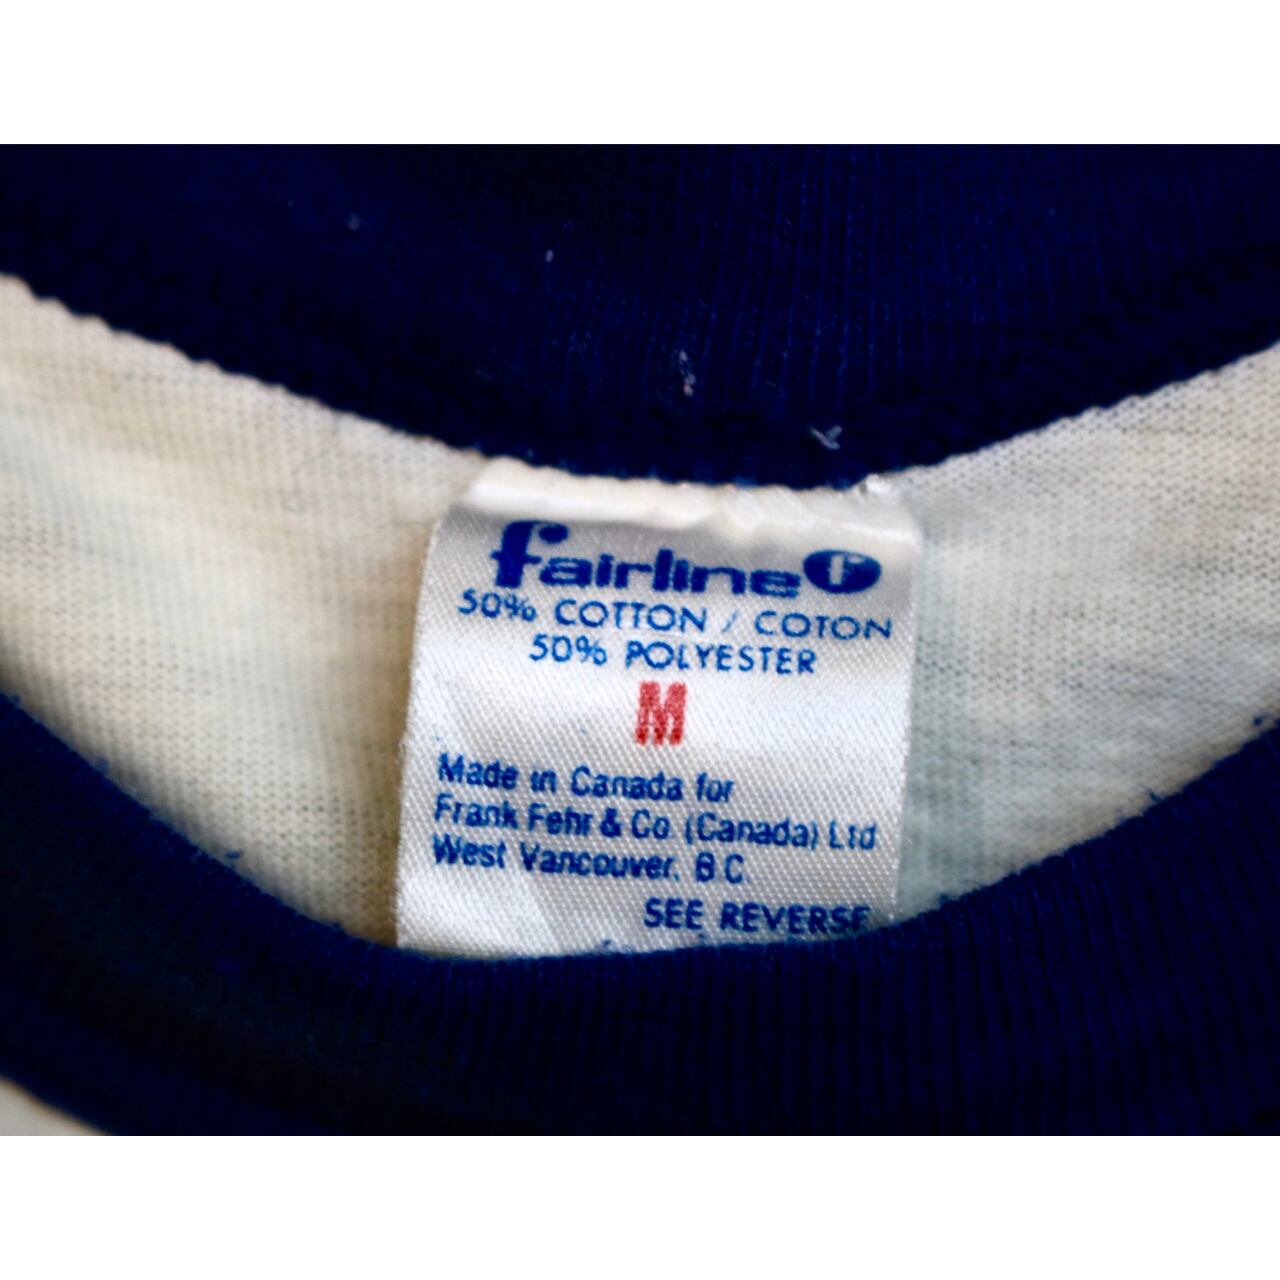 fairline f
50% COTTON / COTON
50% POLYESTER
M
Made in Canada for
Frank Fehr & Co. (Canada) Ltd
West Vancouver, B.C.
SEE REVERSE